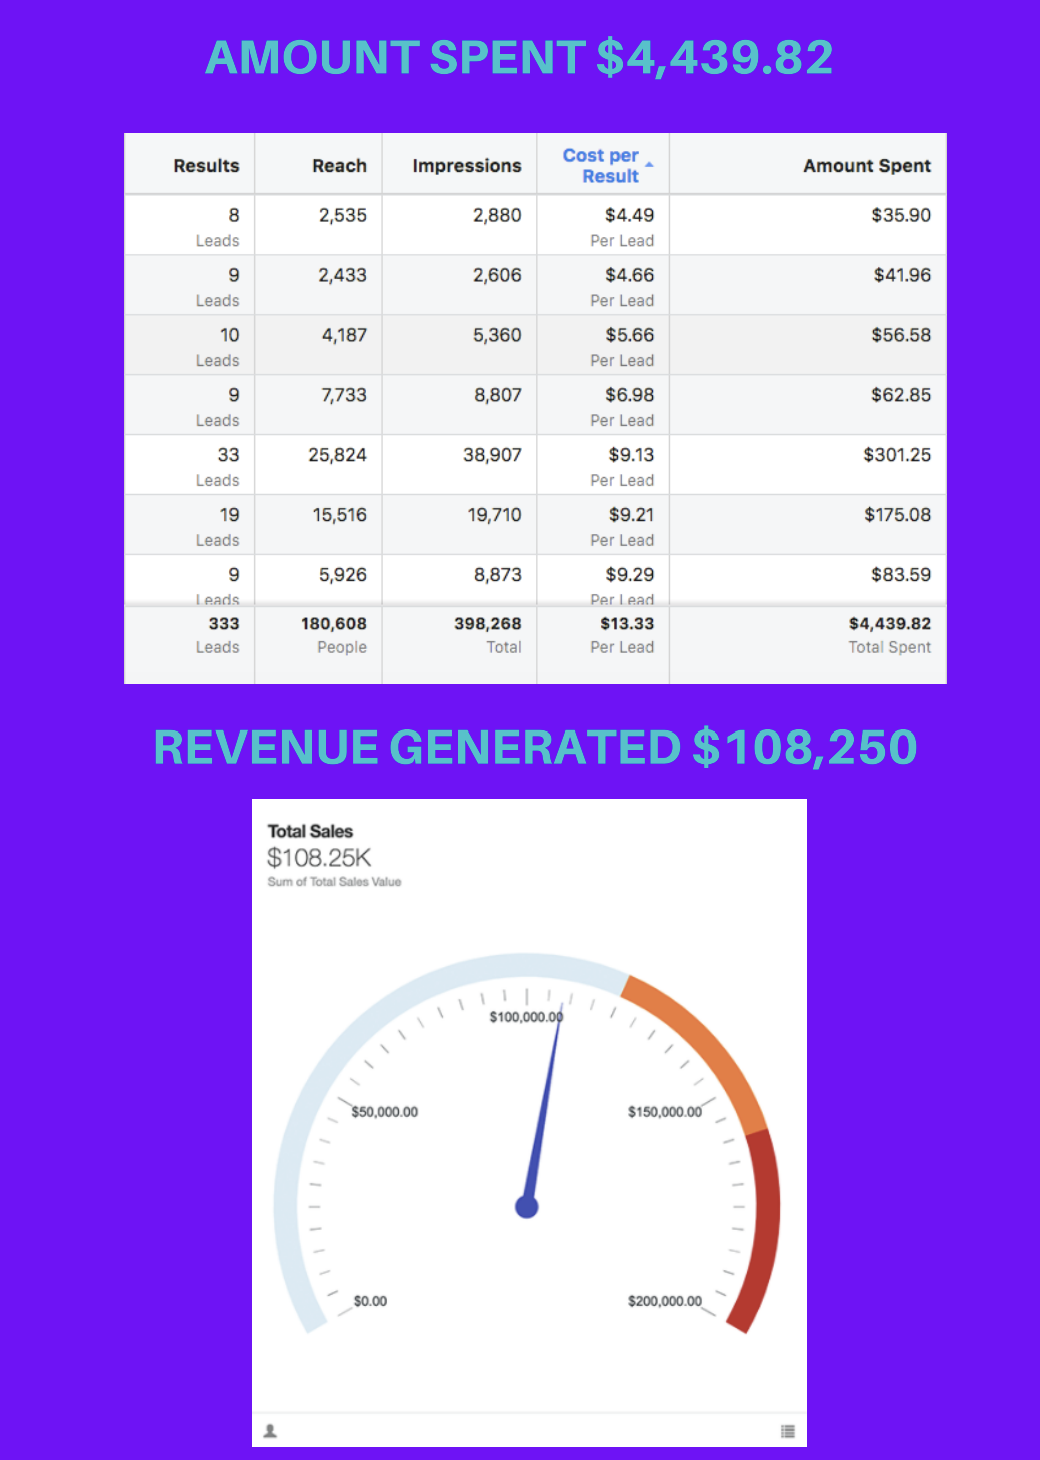 AMOUNT SPENT $4,439.82
Results Reach Impressions Cost per Result Amount Spent
8 2,535 2,880 $4.49 $35.90
Leads Per Lead
9 2,433 2,606 $4.66 $41.96
Leads Per Lead
10 4,187 5,360 $5.66 $56.58
Leads Per Lead
9 7,733 8,807 $6.98 $62.85
Leads Per Lead
33 25,824 38,907 $9.13 $301.25
Leads Per Lead
19 15,516 19,710 $9.21 $175.08
Leads Per Lead
9 5,926 8,873 $9.29 $83.59
Leads Per Lead
333 180,608 398,268 $13.33 $4,439.82
Leads People Total Per Lead Total Spent
REVENUE GENERATED $108,250
Total Sales
$108.25K
Sum of Total Sales Value
$100,000.00
$50,000.00 $150,000.00
$0.00 $200,000.00